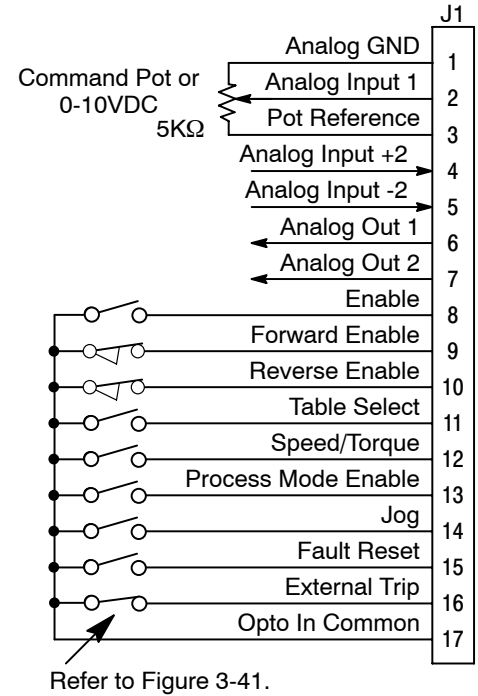 J1
Analog GND 1
Command Pot or
0-10VDC
5KΩ
Analog Input 1 2
Pot Reference 3
Analog Input +2 4
Analog Input -2 5
Analog Out 1 6
Analog Out 2 7
Enable 8
Forward Enable 9
Reverse Enable 10
Table Select 11
Speed/Torque 12
Process Mode Enable 13
Jog 14
Fault Reset 15
External Trip 16
Opto In Common 17
Refer to Figure 3-41.